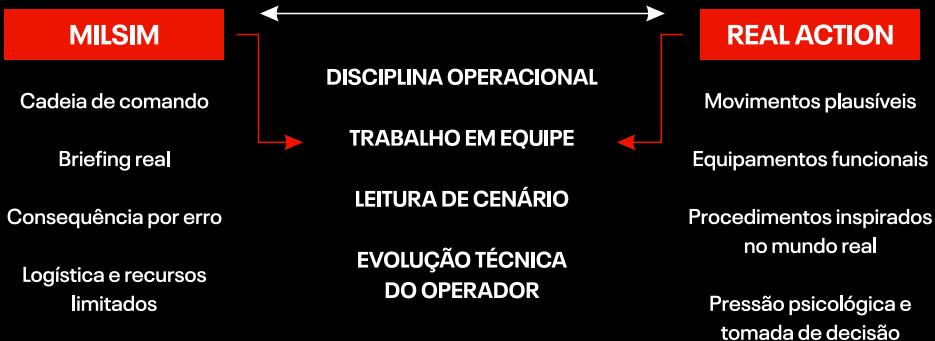 MILSIM
Cadeia de comando
Briefing real
Consequência por erro
Logística e recursos
limitados
DISCIPLINA OPERACIONAL
TRABALHO EM EQUIPE
LEITURA DE CENÁRIO
EVOLUÇÃO TÉCNICA
DO OPERADOR
REAL ACTION
Movimentos plausíveis
Equipamentos funcionais
Procedimentos inspirados
no mundo real
Pressão psicológica e
tomada de decisão